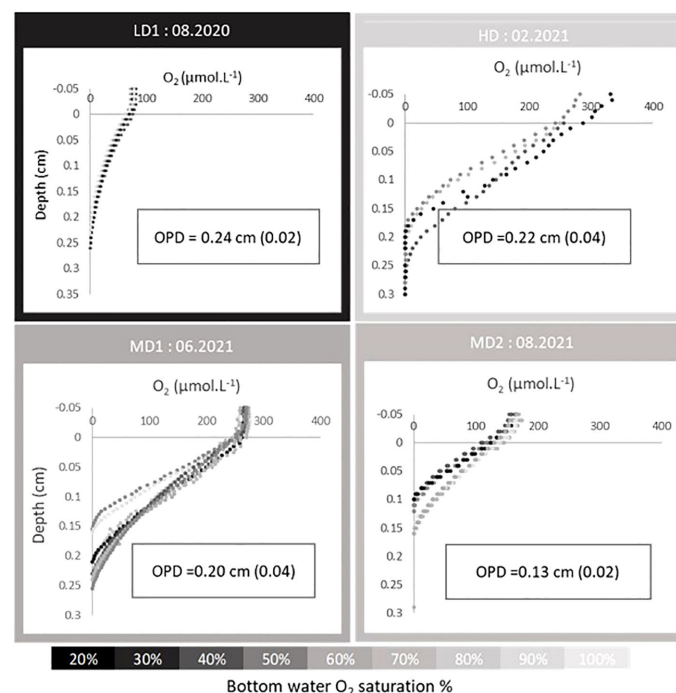 LD1 : 08.2020
O₂ (µmol.L⁻¹)
0 100 200 300 400
-0.05
0
0.05
0.1
0.15
0.2
0.25
0.3
0.35
Depth (cm)
OPD = 0.24 cm (0.02)
HD : 02.2021
O₂ (µmol.L⁻¹)
0 100 200 300 400
-0.05
0
0.05
0.1
0.15
0.2
0.25
0.3
OPD =0.22 cm (0.04)
MD1 : 06.2021
O₂ (µmol.L⁻¹)
0 100 200 300 400
-0.05
0
0.05
0.1
0.15
0.2
0.25
0.3
Depth (cm)
OPD =0.20 cm (0.04)
MD2 : 08.2021
O₂ (µmol.L⁻¹)
0 100 200 300 400
-0.05
0
0.05
0.1
0.15
0.2
0.25
0.3
OPD =0.13 cm (0.02)
20% 30% 40% 50% 60% 70% 80% 90% 100%
Bottom water O₂ saturation %